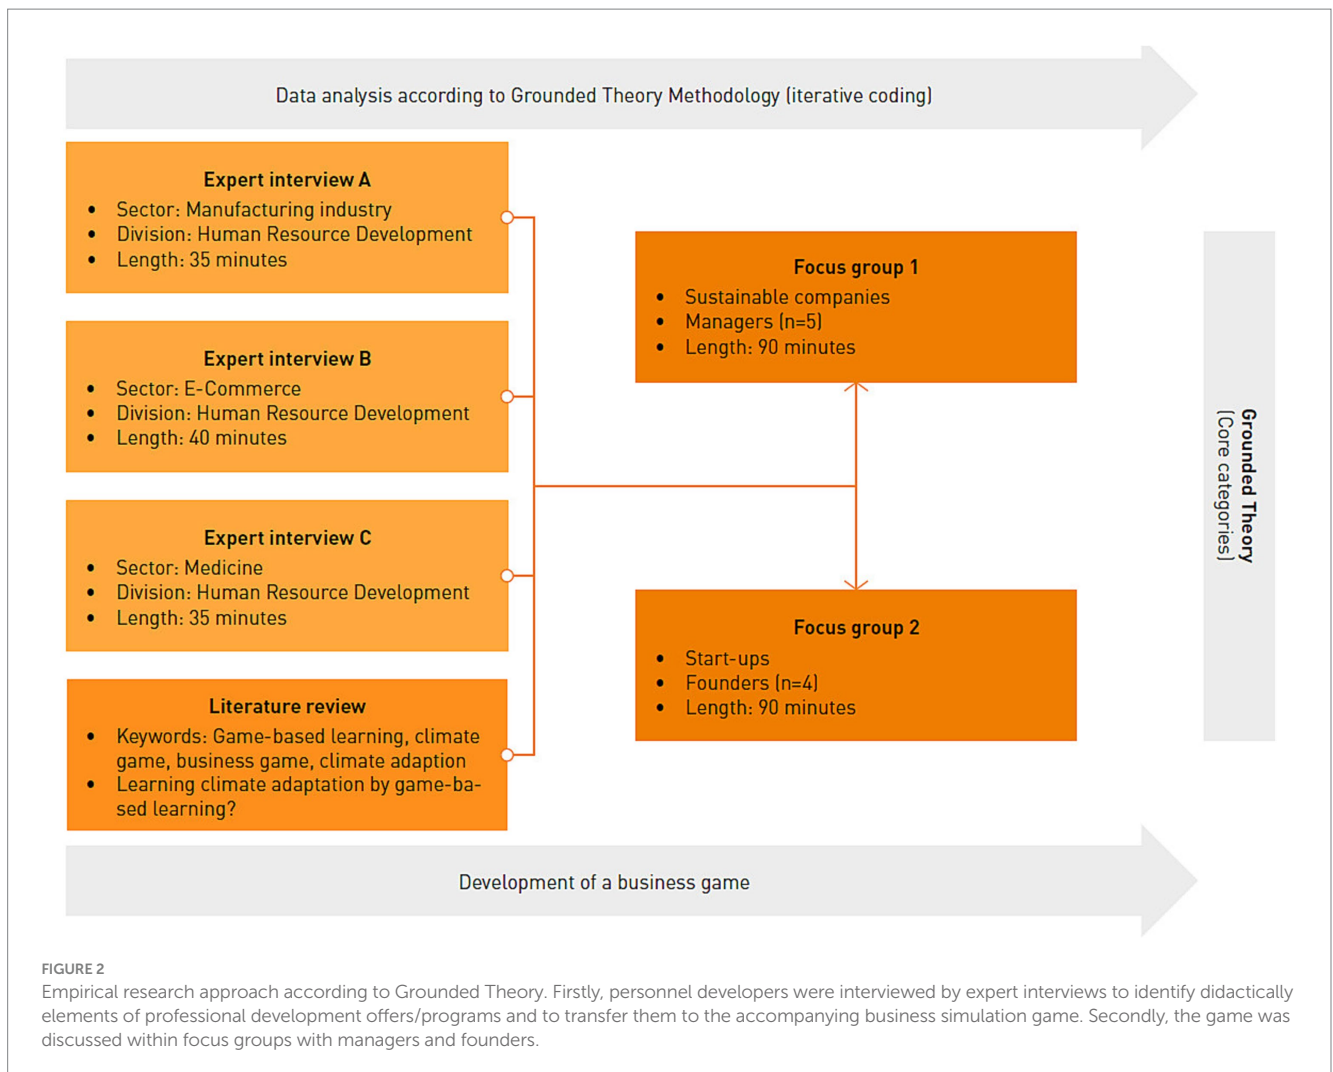 Data analysis according to Grounded Theory Methodology (iterative coding)
Expert interview A
• Sector: Manufacturing industry
• Division: Human Resource Development
• Length: 35 minutes
Expert interview B
• Sector: E-Commerce
• Division: Human Resource Development
• Length: 40 minutes
Expert interview C
• Sector: Medicine
• Division: Human Resource Development
• Length: 35 minutes
Literature review
• Keywords: Game-based learning, climate
game, business game, climate adaption
• Learning climate adaptation by game-ba-
sed learning?
Focus group 1
• Sustainable companies
• Managers (n=5)
• Length: 90 minutes
Focus group 2
• Start-ups
• Founders (n=4)
• Length: 90 minutes
Grounded Theory
(Core categories)
Development of a business game
FIGURE 2
Empirical research approach according to Grounded Theory. Firstly, personnel developers were interviewed by expert interviews to identify didactically
elements of professional development offers/programs and to transfer them to the accompanying business simulation game. Secondly, the game was
discussed within focus groups with managers and founders.